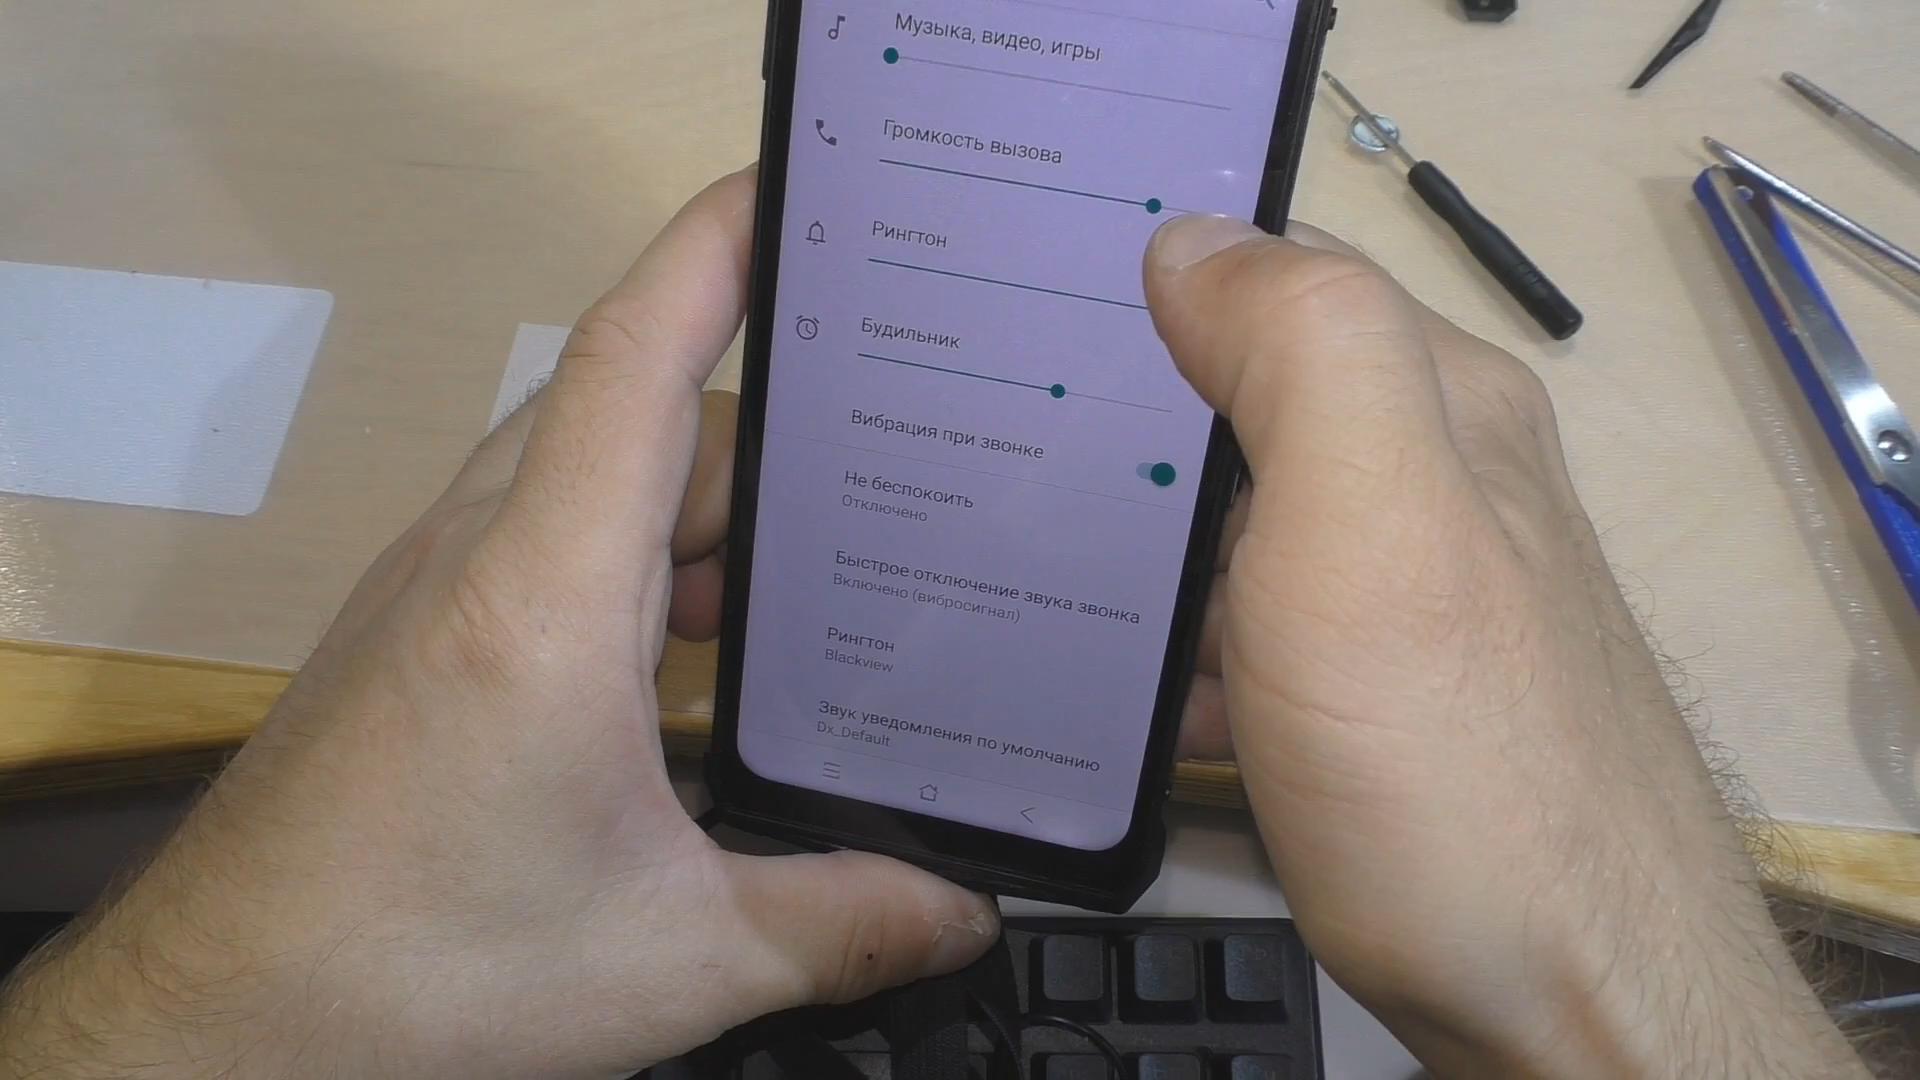 Музыка, видео, игры
Громкость вызова
Рингтон
Будильник
Вибрация при звонке
Не беспокоить
Отключено
Быстрое отключение звука звонка
Включено (вибросигнал)
Рингтон
Blackview
Звук уведомления по умолчанию
Dx_Default